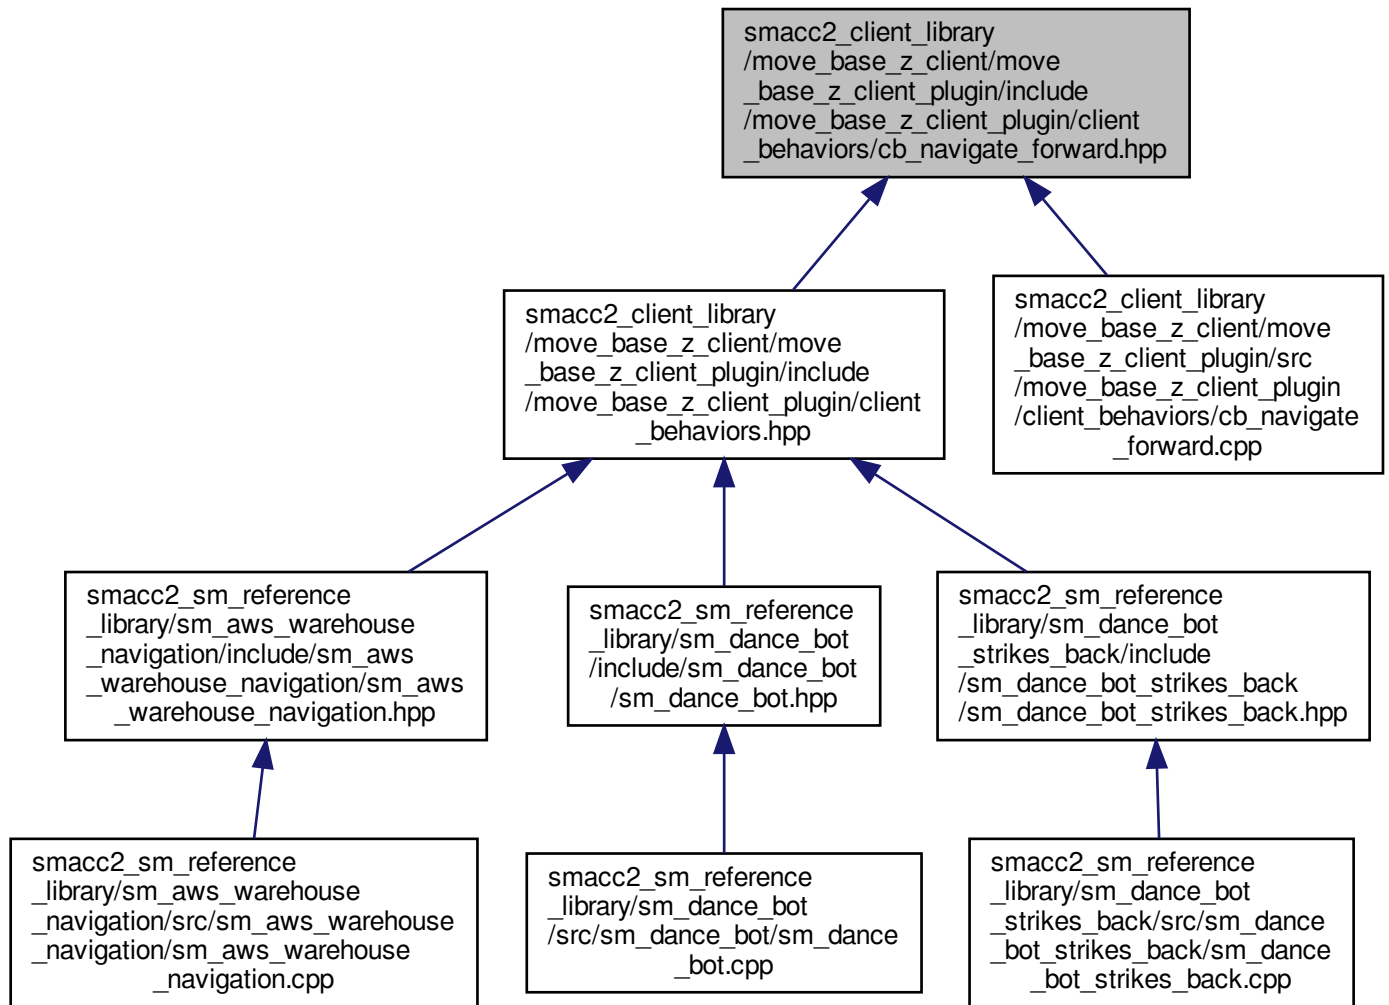 smacc2_client_library
/move_base_z_client/move
_base_z_client_plugin/include
/move_base_z_client_plugin/client
_behaviors/cb_navigate_forward.hpp
smacc2_client_library
/move_base_z_client/move
_base_z_client_plugin/include
/move_base_z_client_plugin/client
_behaviors.hpp
smacc2_client_library
/move_base_z_client/move
_base_z_client_plugin/src
/move_base_z_client_plugin
/client_behaviors/cb_navigate
_forward.cpp
smacc2_sm_reference
_library/sm_aws_warehouse
_navigation/include/sm_aws
_warehouse_navigation/sm_aws
_warehouse_navigation.hpp
smacc2_sm_reference
_library/sm_dance_bot
/include/sm_dance_bot
/sm_dance_bot.hpp
smacc2_sm_reference
_library/sm_dance_bot
_strikes_back/include
/sm_dance_bot_strikes_back
/sm_dance_bot_strikes_back.hpp
smacc2_sm_reference
_library/sm_aws_warehouse
_navigation/src/sm_aws_warehouse
_navigation/sm_aws_warehouse
_navigation.cpp
smacc2_sm_reference
_library/sm_dance_bot
/src/sm_dance_bot/sm_dance
_bot.cpp
smacc2_sm_reference
_library/sm_dance_bot
_strikes_back/src/sm_dance
_bot_strikes_back/sm_dance
_bot_strikes_back.cpp